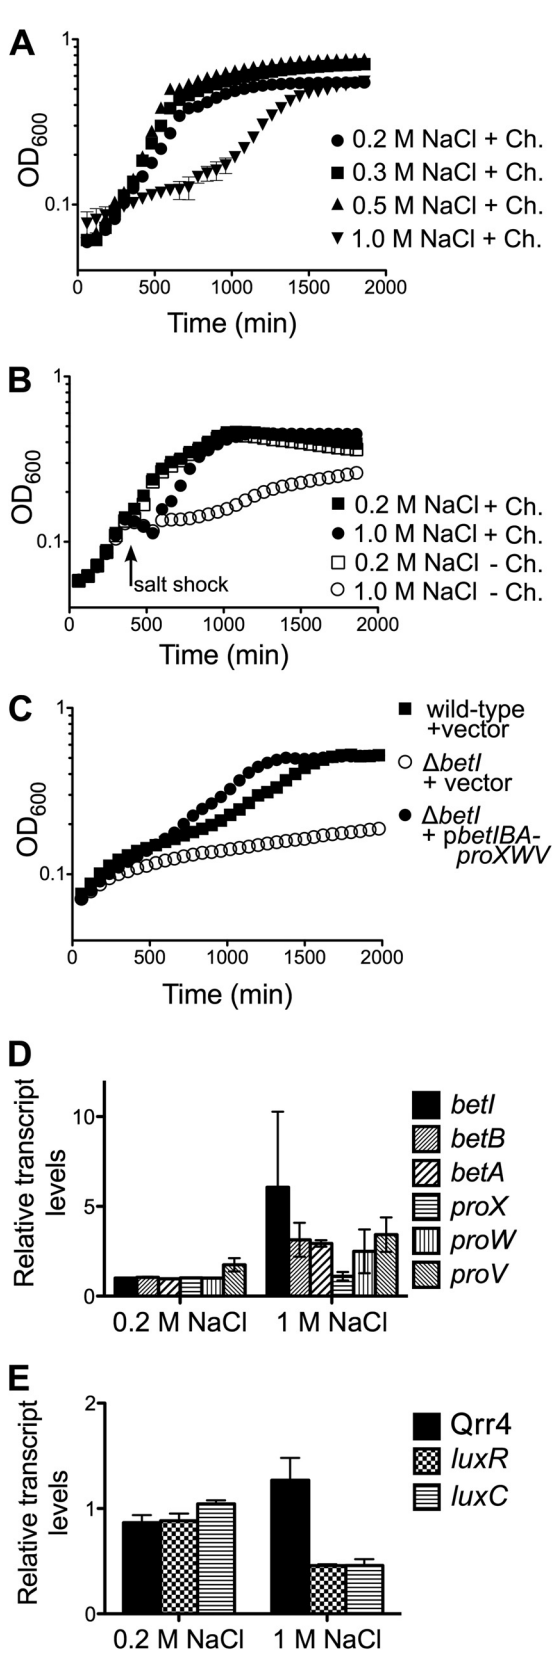 A
1
0.1
OD600
0.2 M NaCl + Ch.
0.3 M NaCl + Ch.
0.5 M NaCl + Ch.
1.0 M NaCl + Ch.
0 500 1000 1500 2000
Time (min)
B
1
0.1
OD600
0.2 M NaCl + Ch.
1.0 M NaCl + Ch.
0.2 M NaCl - Ch.
1.0 M NaCl - Ch.
salt shock
0 500 1000 1500 2000
Time (min)
C
1
0.1
OD600
wild-type
+vector
ΔbetI
+ vector
ΔbetI
+ pbetIBA-
proXWV
0 500 1000 1500 2000
Time (min)
D
Relative transcript
levels
10
5
0
betI
betB
betA
proX
proW
proV
0.2 M NaCl 1 M NaCl
E
Relative transcript
levels
2
1
0
Qrr4
luxR
luxC
0.2 M NaCl 1 M NaCl